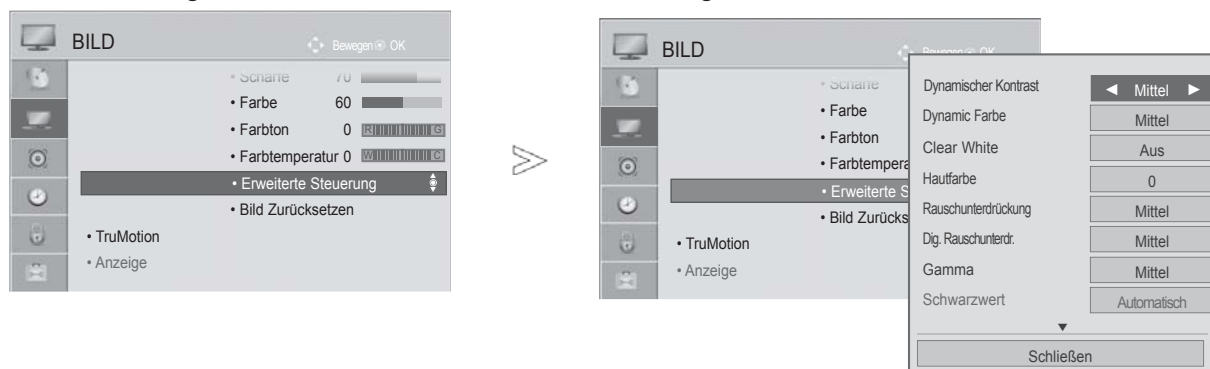 BILD
Bewegen OK
• Schärfe 70
• Farbe 60
• Farbton 0 R G
• Farbtemperatur 0 W C
• Erweiterte Steuerung
• Bild Zurücksetzen
• TruMotion
• Anzeige
BILD
Bewegen OK
• Schärfe
• Farbe
• Farbton
• Farbtempera
• Erweiterte S
• Bild Zurücks
• TruMotion
• Anzeige
Dynamischer Kontrast ◄ Mittel ►
Dynamic Farbe Mittel
Clear White Aus
Hautfarbe 0
Rauschunterdrückung Mittel
Dig. Rauschunterdr. Mittel
Gamma Mittel
Schwarzwert Automatisch
▼
Schließen